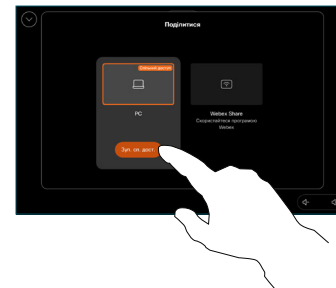 Поділитися
Спільний доступ
PC
Webex Share
Скористайтеся програмою
Webex
Зуп. сп. дост.